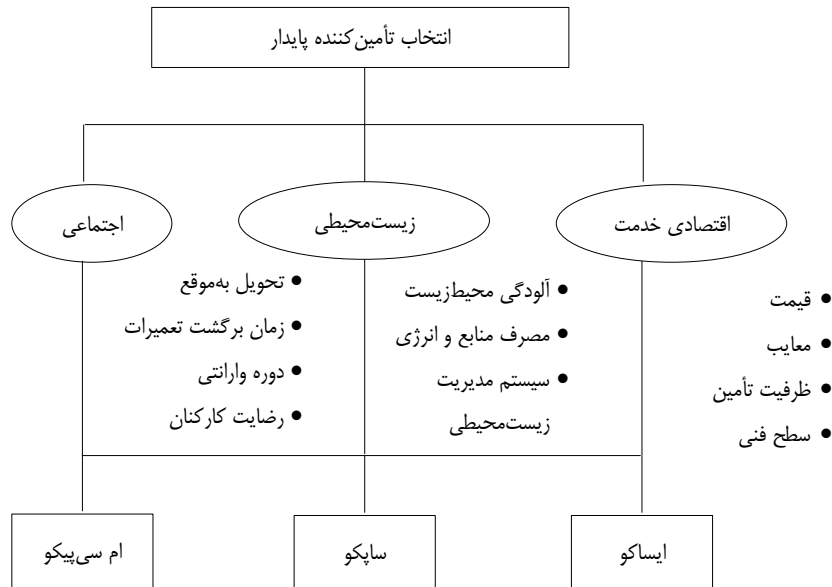 انتخاب تأمین‌کننده پایدار
اقتصادی خدمت
زیست‌محیطی
اجتماعی
• قیمت
• معایب
• ظرفیت تأمین
• سطح فنی
• آلودگی محیط‌زیست
• مصرف منابع و انرژی
• سیستم مدیریت
زیست‌محیطی
• تحویل به‌موقع
• زمان برگشت تعمیرات
• دوره وارانتی
• رضایت کارکنان
ایساکو
ساپکو
ام سی‌پیکو